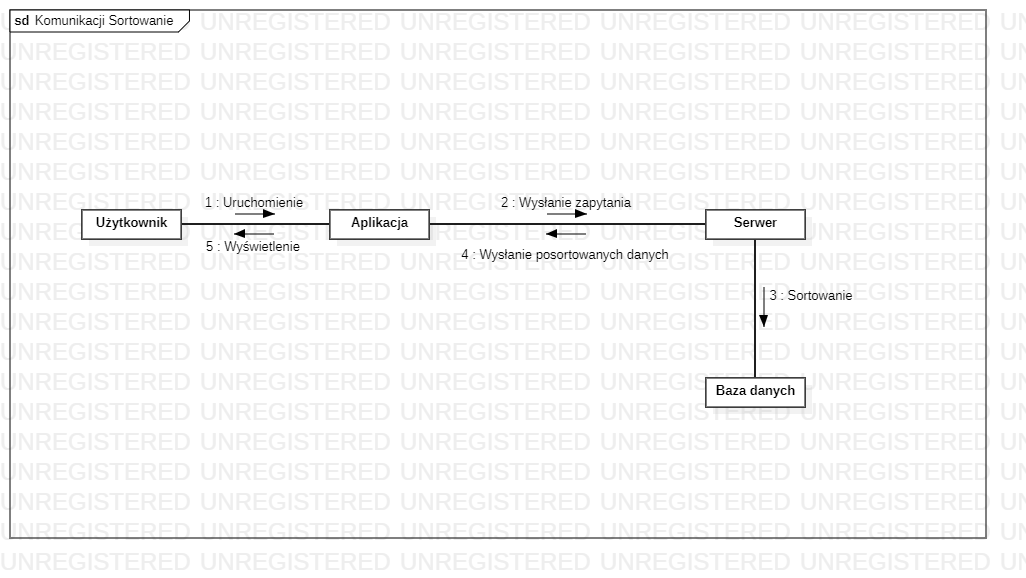 sd Komunikacji Sortowanie
1 : Uruchomienie
2 : Wysłanie zapytania
Użytkownik
Aplikacja
Serwer
5 : Wyświetlenie
4 : Wysłanie posortowanych danych
3 : Sortowanie
Baza danych
UNREGISTERED